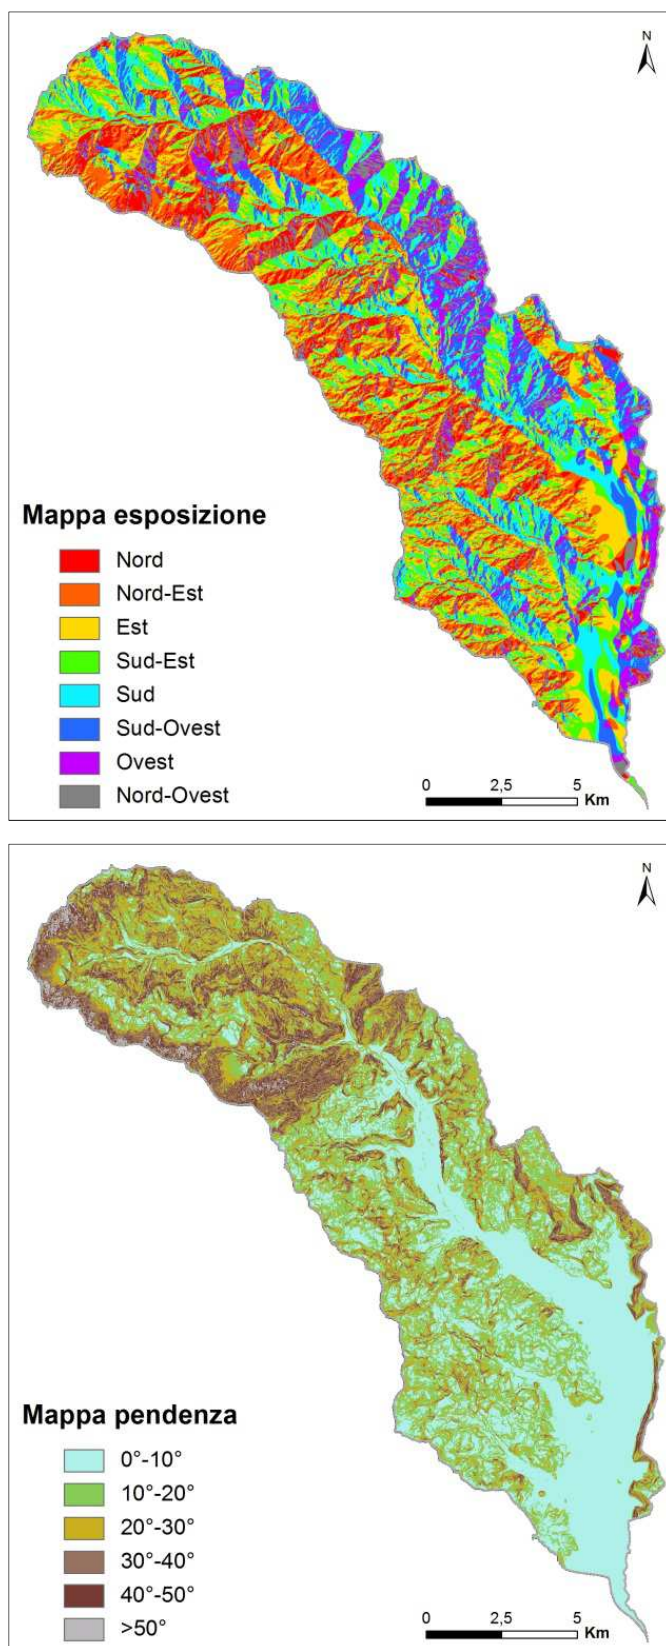 N
Mappa esposizione
Nord
Nord-Est
Est
Sud-Est
Sud
Sud-Ovest
Ovest
Nord-Ovest
0 2,5 5
Km
N
Mappa pendenza
0°-10°
10°-20°
20°-30°
30°-40°
40°-50°
>50°
0 2,5 5
Km